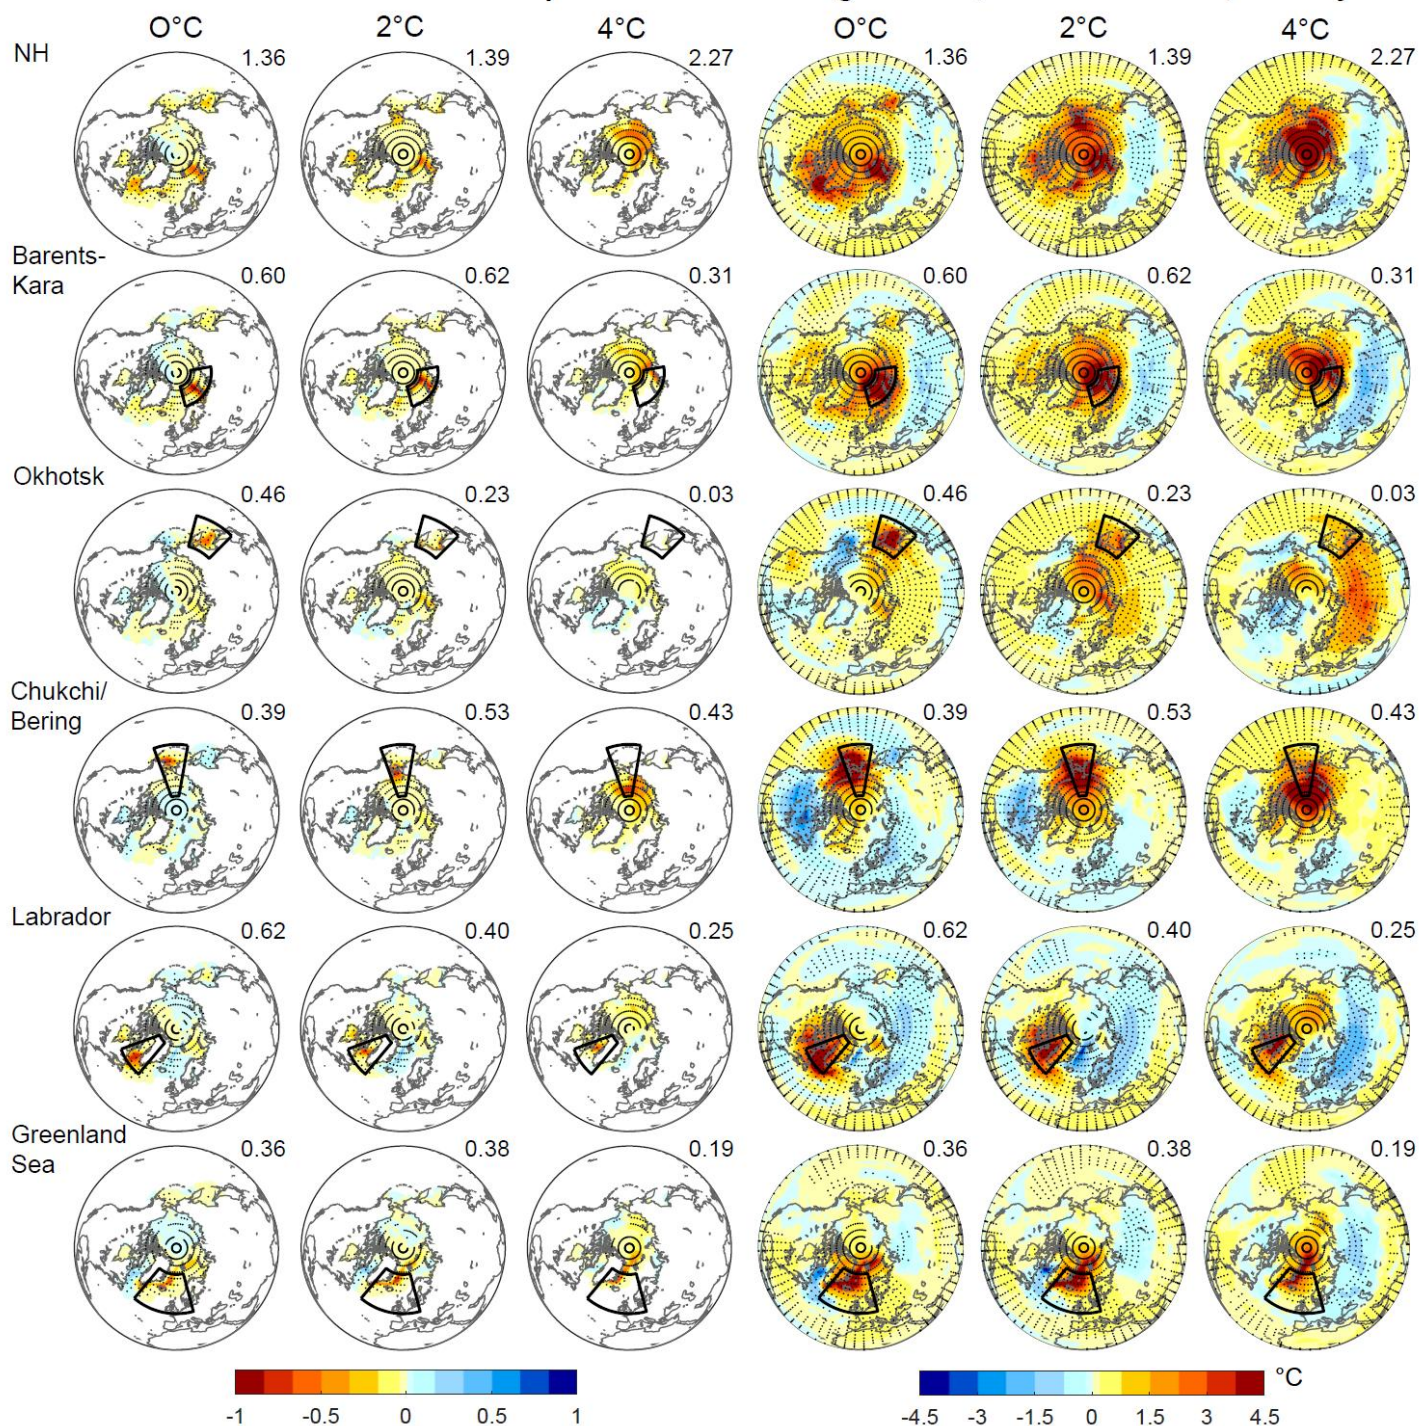 O°C 2°C 4°C O°C 2°C 4°C
NH 1.36 1.39 2.27 1.36 1.39 2.27
Barents-
Kara 0.60 0.62 0.31 0.60 0.62 0.31
Okhotsk 0.46 0.23 0.03 0.46 0.23 0.03
Chukchi/
Bering 0.39 0.53 0.43 0.39 0.53 0.43
Labrador 0.62 0.40 0.25 0.62 0.40 0.25
Greenland
Sea 0.36 0.38 0.19 0.36 0.38 0.19
°C
-1 -0.5 0 0.5 1 -4.5 -3 -1.5 0 1.5 3 4.5